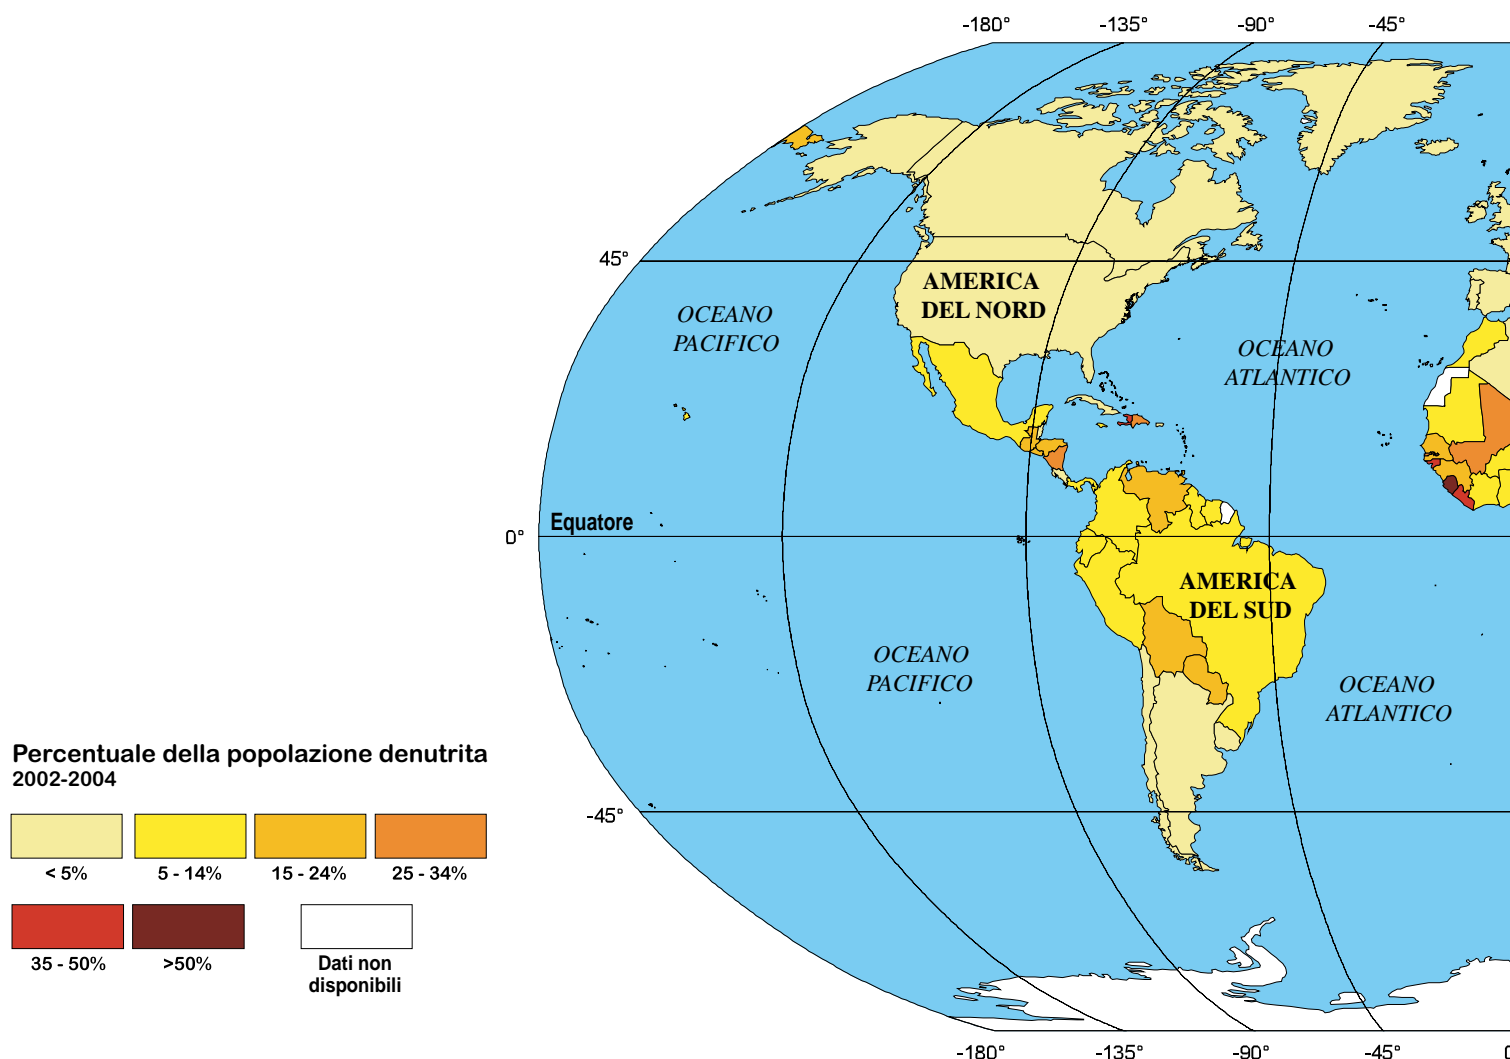 -180°
-135°
-90°
-45°
45°
AMERICA
DEL NORD
OCEANO
PACIFICO
OCEANO
ATLANTICO
Equatore
0°
AMERICA
DEL SUD
OCEANO
PACIFICO
OCEANO
ATLANTICO
Percentuale della popolazione denutrita
2002-2004
-45°
< 5%
5 - 14%
15 - 24%
25 - 34%
35 - 50%
>50%
Dati non
disponibili
-180°
-135°
-90°
-45°